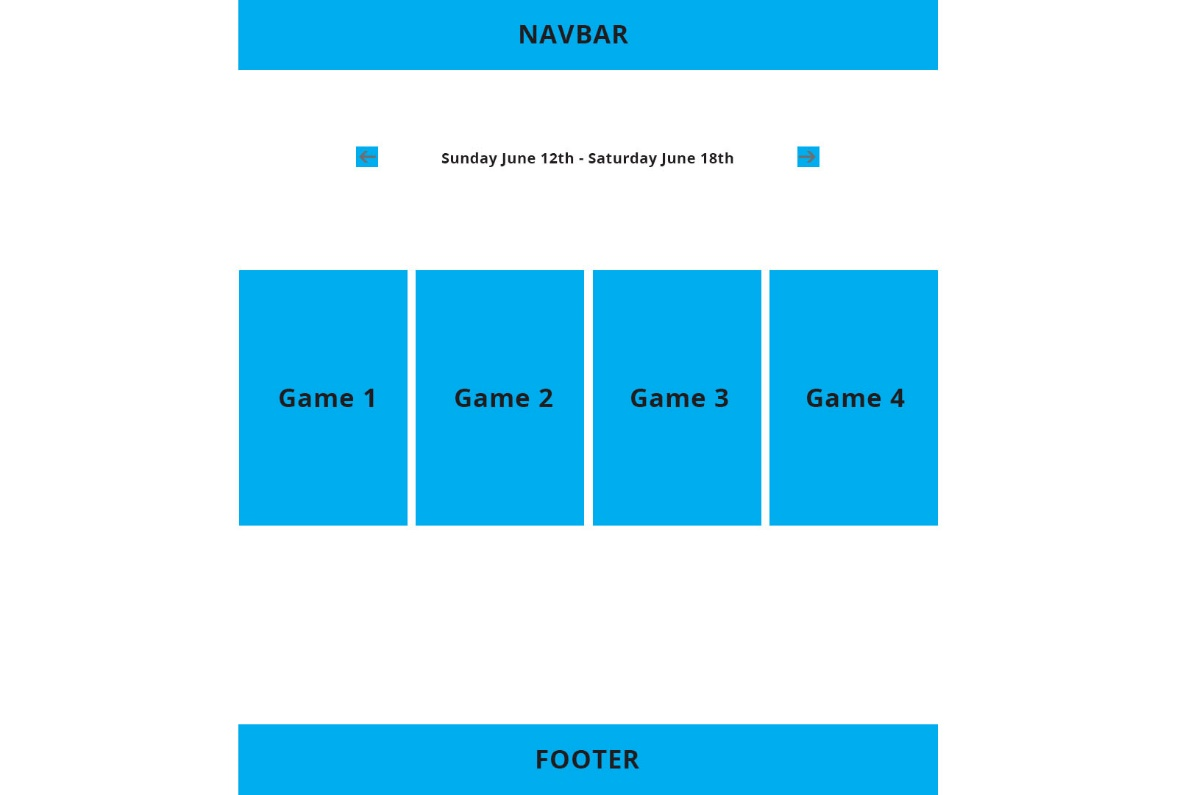 NAVBAR
Sunday June 12th - Saturday June 18th
Game 1
Game 2
Game 3
Game 4
FOOTER